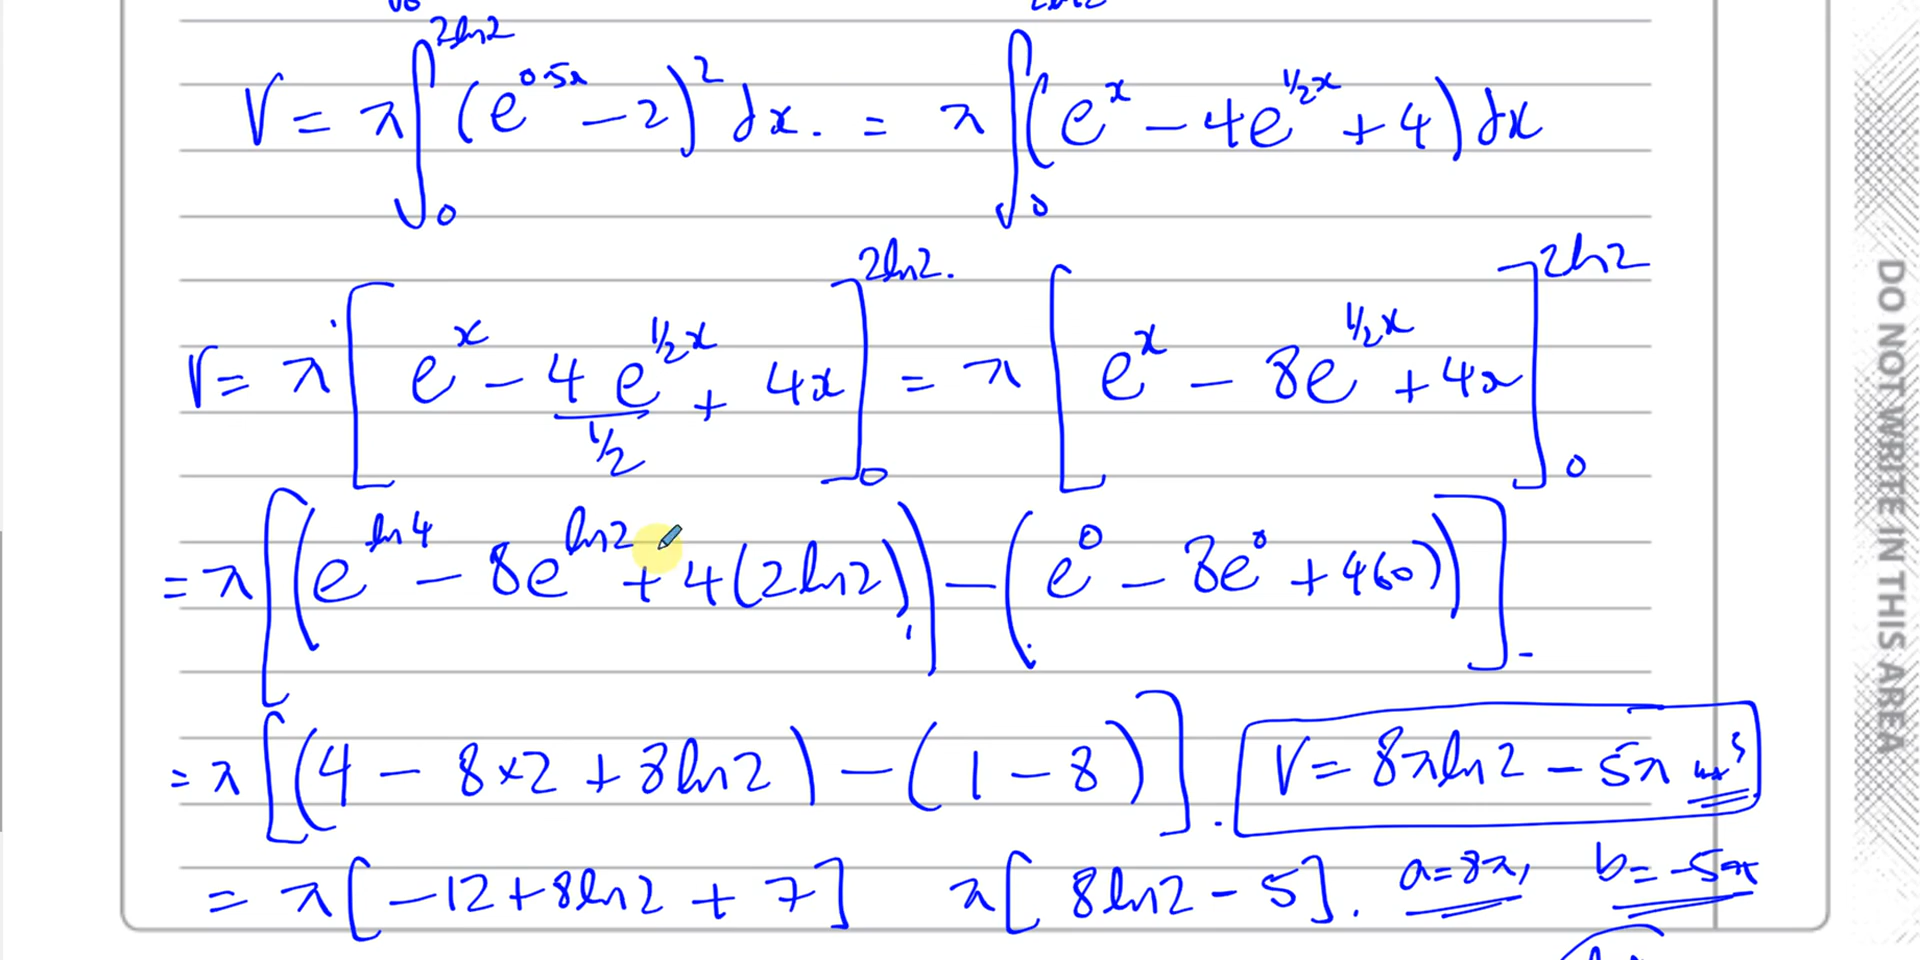 V = π ∫₀^{2ln2} (e^{0.5x} − 2)² dx. = π ∫₀ (e^x − 4e^{½x} + 4) dx
V = π [e^x − 4e^{½x}/½ + 4x]₀^{2ln2}. = π [e^x − 8e^{½x} + 4x]₀^{2ln2}
= π [(e^{ln4} − 8e^{ln2} + 4(2ln2)) − (e^0 − 8e^0 + 4(0))]
= π [(4 − 8×2 + 8ln2) − (1 − 8)]. V = 8πln2 − 5π
= π [−12 + 8ln2 + 7] π [8ln2 − 5]. a = 8π, b = −5π
DO NOT WRITE IN THIS AREA